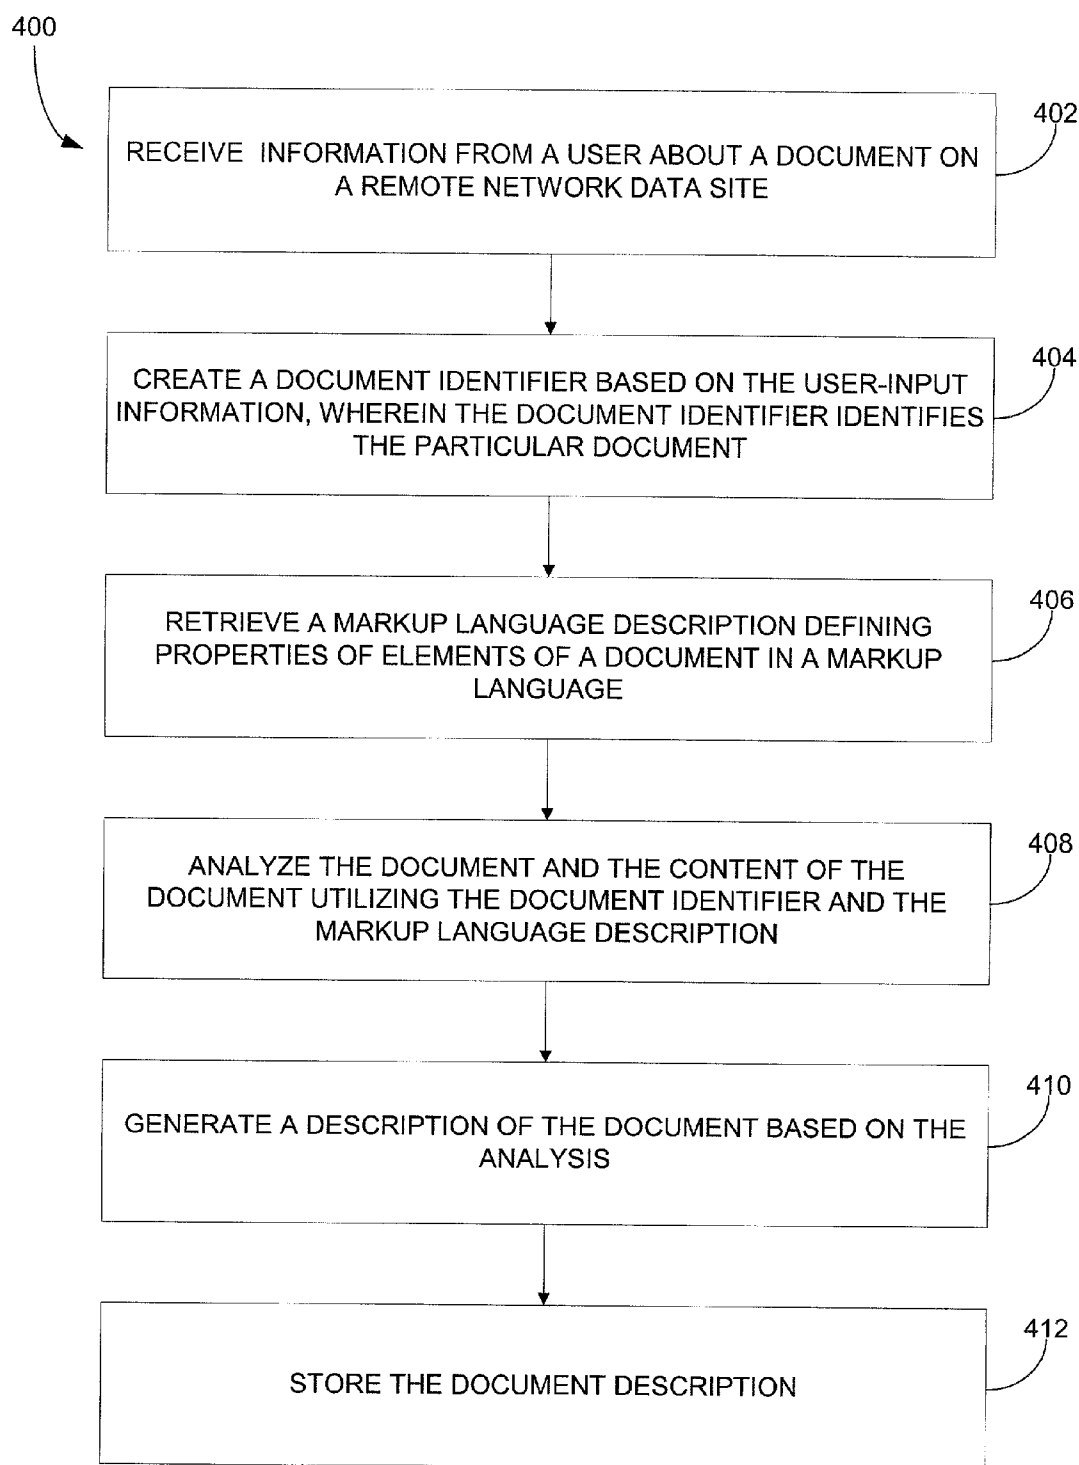 400
402
RECEIVE INFORMATION FROM A USER ABOUT A DOCUMENT ON
A REMOTE NETWORK DATA SITE
404
CREATE A DOCUMENT IDENTIFIER BASED ON THE USER-INPUT
INFORMATION, WHEREIN THE DOCUMENT IDENTIFIER IDENTIFIES
THE PARTICULAR DOCUMENT
406
RETRIEVE A MARKUP LANGUAGE DESCRIPTION DEFINING
PROPERTIES OF ELEMENTS OF A DOCUMENT IN A MARKUP
LANGUAGE
408
ANALYZE THE DOCUMENT AND THE CONTENT OF THE
DOCUMENT UTILIZING THE DOCUMENT IDENTIFIER AND THE
MARKUP LANGUAGE DESCRIPTION
410
GENERATE A DESCRIPTION OF THE DOCUMENT BASED ON THE
ANALYSIS
412
STORE THE DOCUMENT DESCRIPTION